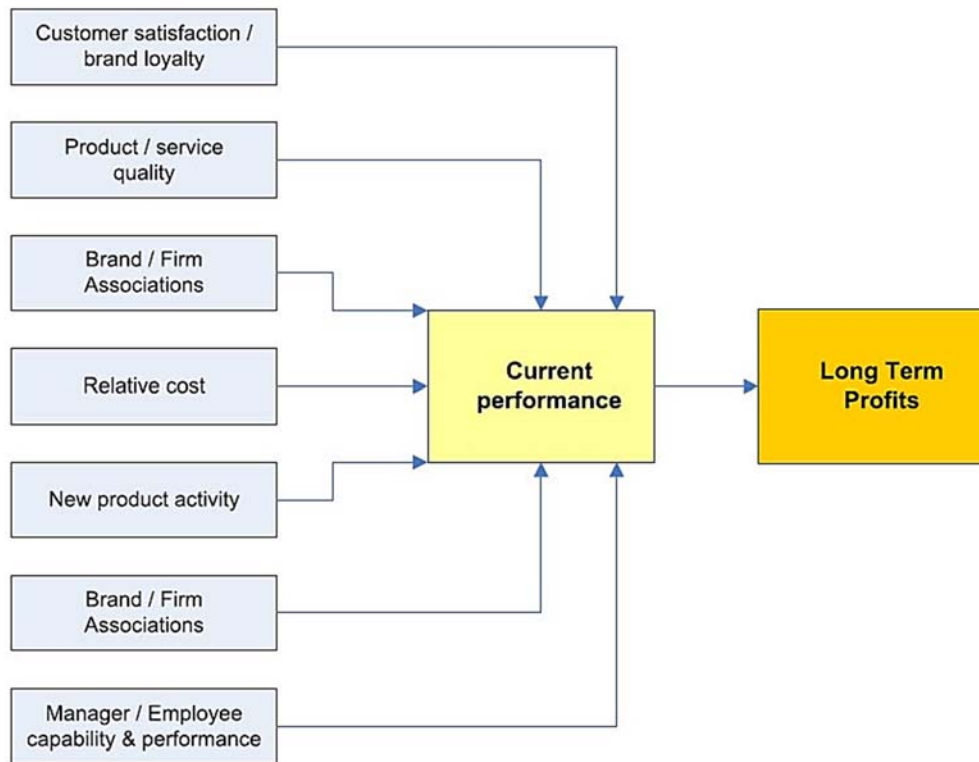 Customer satisfaction /
brand loyalty
Product / service
quality
Brand / Firm
Associations
Relative cost
New product activity
Brand / Firm
Associations
Manager / Employee
capability & performance
Current
performance
Long Term
Profits